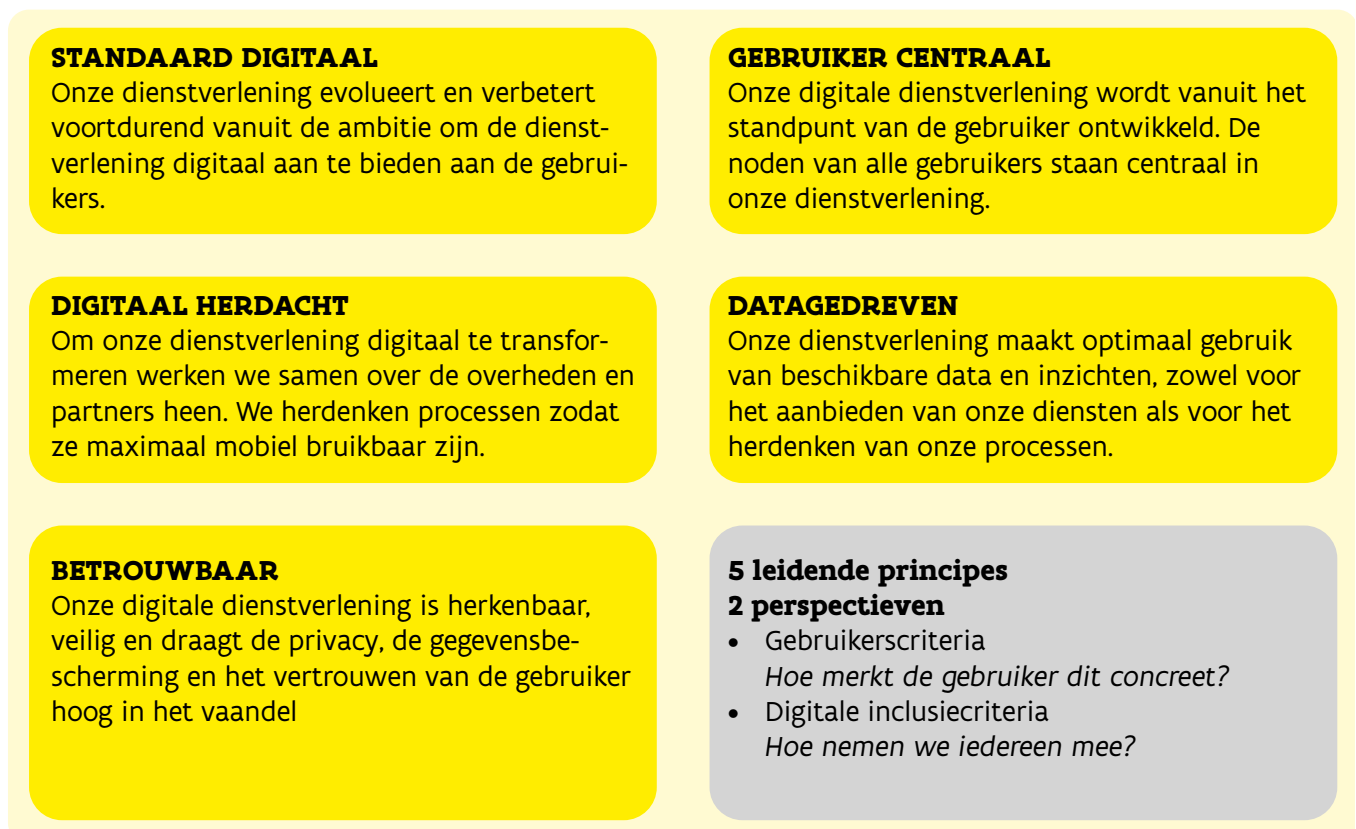 STANDAARD DIGITAAL
Onze dienstverlening evolueert en verbetert
voortdurend vanuit de ambitie om de dienst-
verlening digitaal aan te bieden aan de gebrui-
kers.
GEBRUIKER CENTRAAL
Onze digitale dienstverlening wordt vanuit het
standpunt van de gebruiker ontwikkeld. De
noden van alle gebruikers staan centraal in
onze dienstverlening.
DIGITAAL HERDACHT
Om onze dienstverlening digitaal te transfor-
meren werken we samen over de overheden en
partners heen. We herdenken processen zodat
ze maximaal mobiel bruikbaar zijn.
DATAGEDREVEN
Onze dienstverlening maakt optimaal gebruik
van beschikbare data en inzichten, zowel voor
het aanbieden van onze diensten als voor het
herdenken van onze processen.
BETROUWBAAR
Onze digitale dienstverlening is herkenbaar,
veilig en draagt de privacy, de gegevensbe-
scherming en het vertrouwen van de gebruiker
hoog in het vaandel
5 leidende principes
2 perspectieven
• Gebruikerscriteria
Hoe merkt de gebruiker dit concreet?
• Digitale inclusiecriteria
Hoe nemen we iedereen mee?